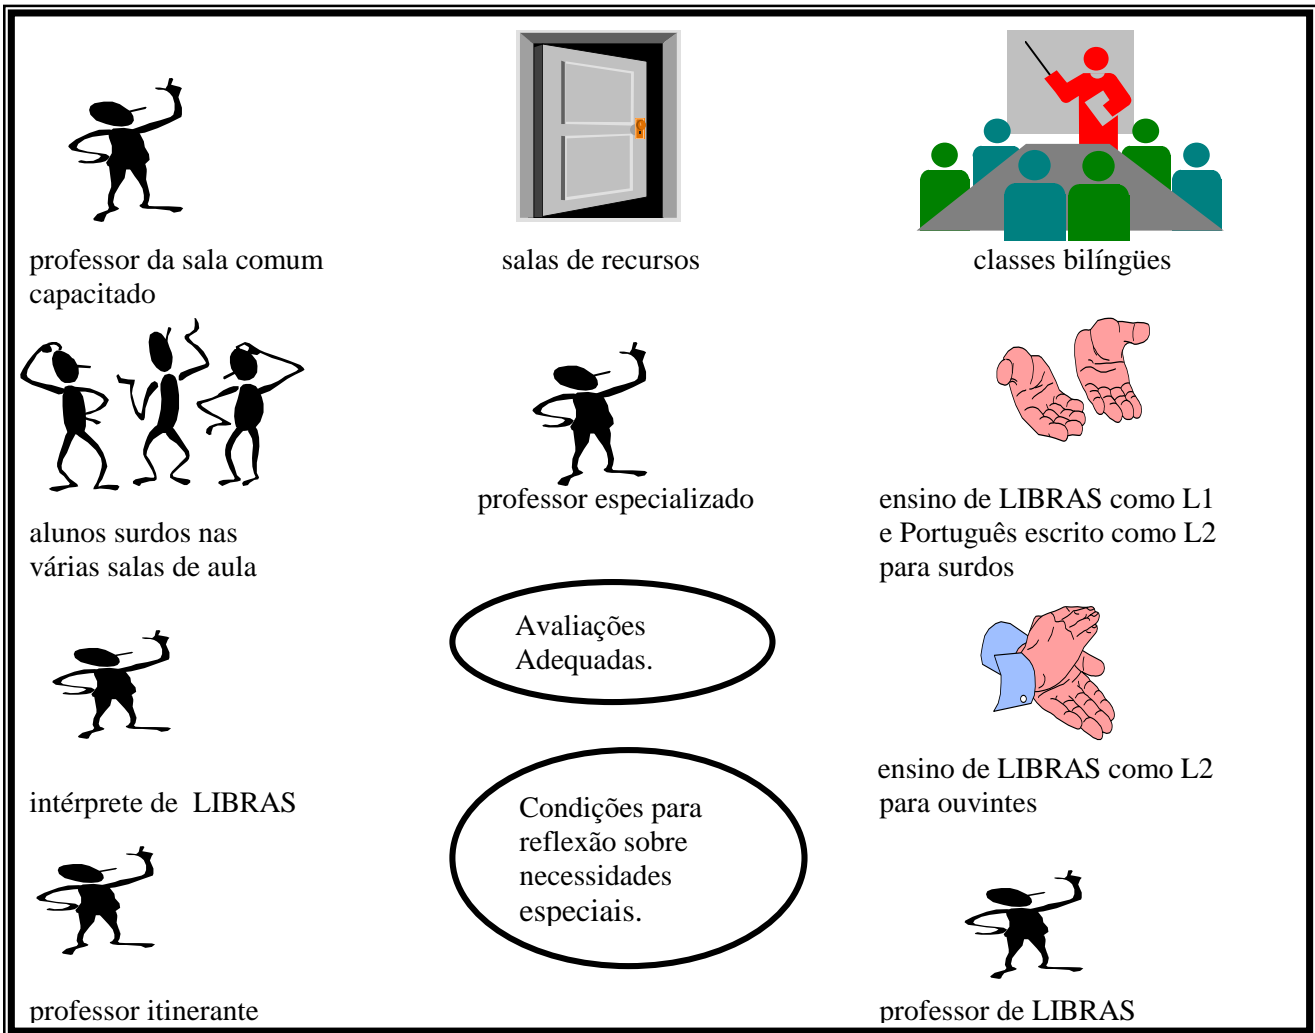 professor da sala comum
capacitado
salas de recursos
classes bilíngües
alunos surdos nas
várias salas de aula
professor especializado
ensino de LIBRAS como L1
e Português escrito como L2
para surdos
Avaliações
Adequadas.
intérprete de LIBRAS
Condições para
reflexão sobre
necessidades
especiais.
ensino de LIBRAS como L2
para ouvintes
professor itinerante
professor de LIBRAS